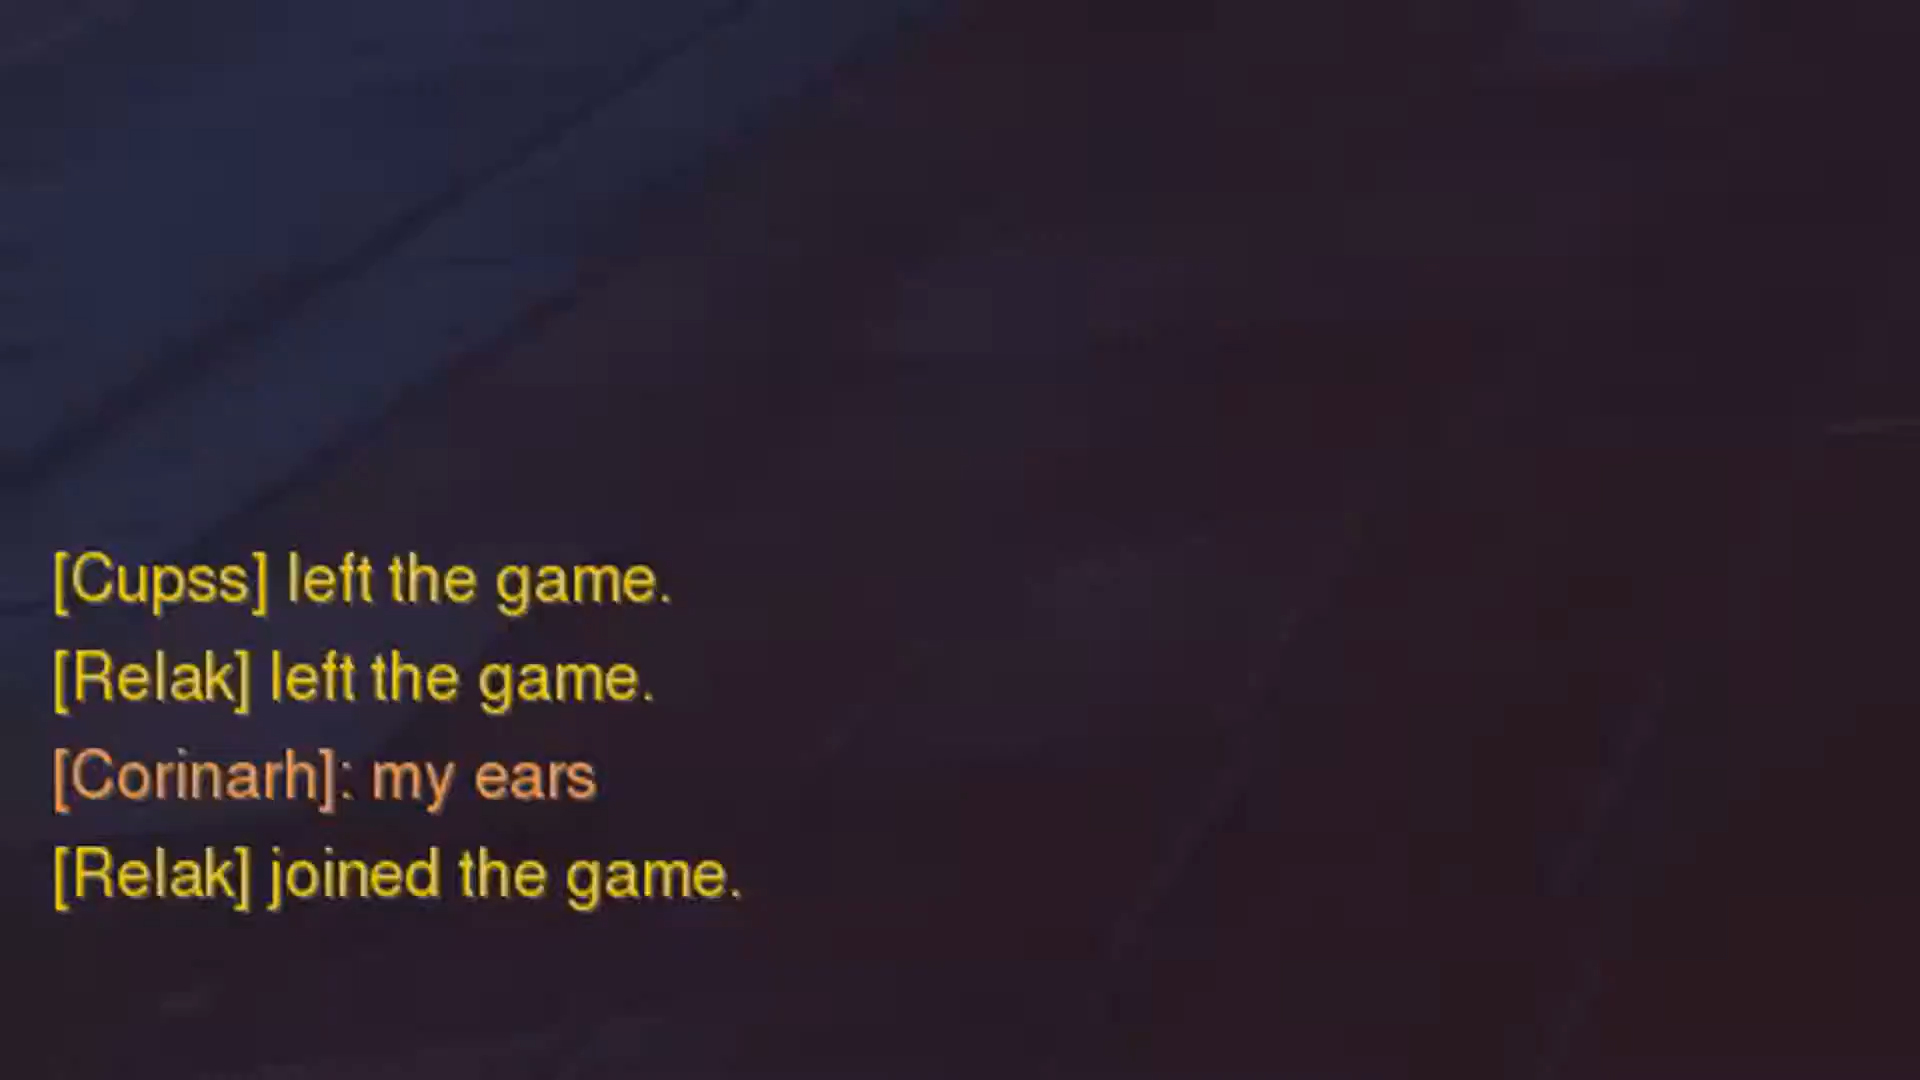 [Cupss] left the game.
[Relak] left the game.
[Corinarh]: my ears
[Relak] joined the game.